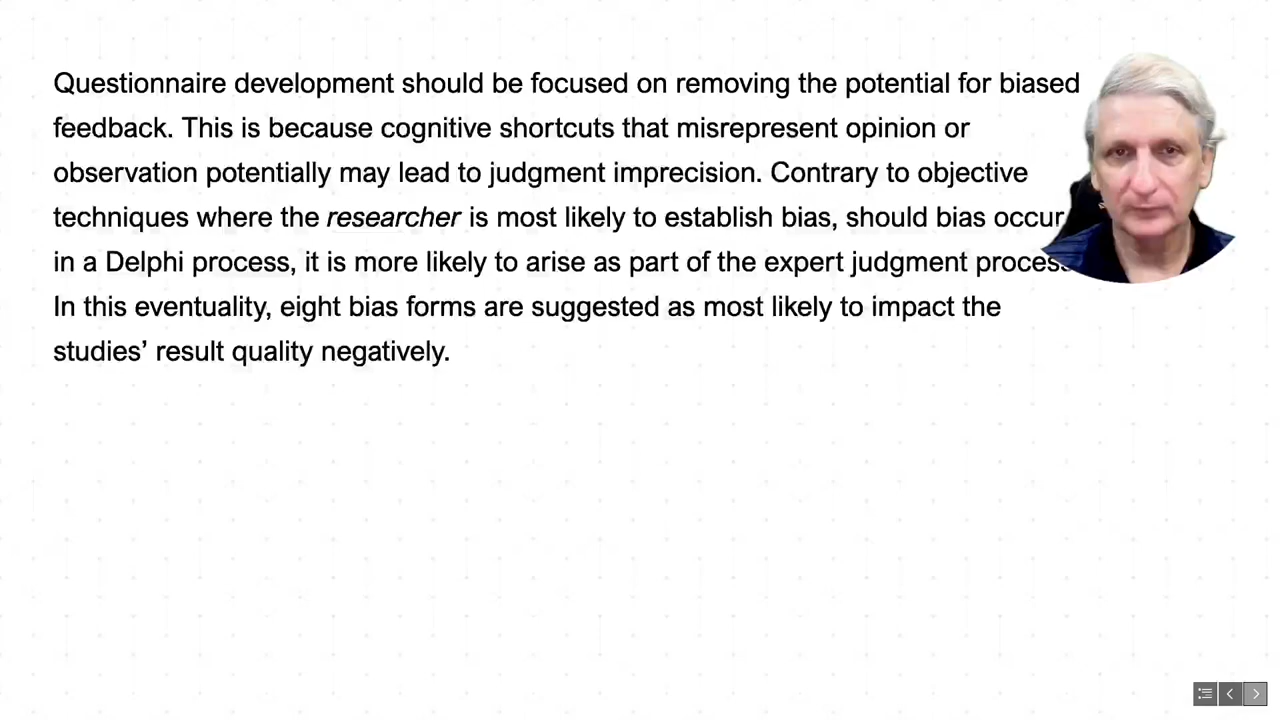 Questionnaire development should be focused on removing the potential for biased
feedback. This is because cognitive shortcuts that misrepresent opinion or
observation potentially may lead to judgment imprecision. Contrary to objective
techniques where the researcher is most likely to establish bias, should bias occur
in a Delphi process, it is more likely to arise as part of the expert judgment process
In this eventuality, eight bias forms are suggested as most likely to impact the
studies’ result quality negatively.